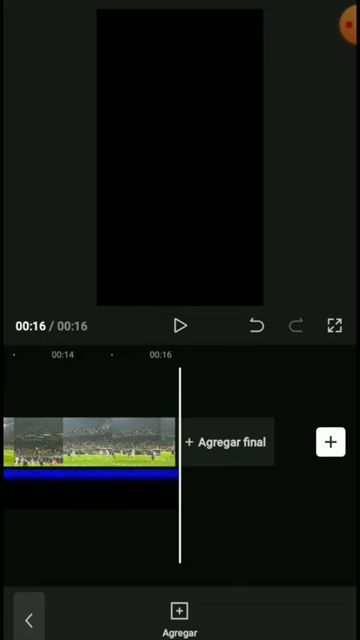 00:16 / 00:16
00:14
00:16
+ Agregar final
Agregar